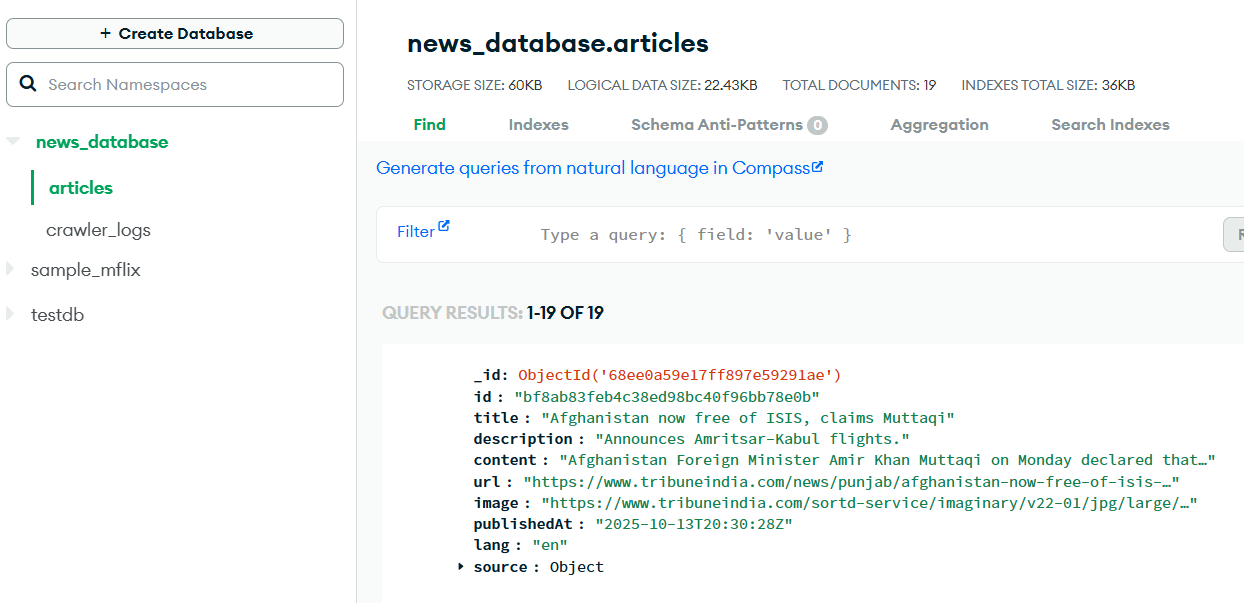 + Create Database
Search Namespaces
news_database
articles
crawler_logs
sample_mflix
testdb
news_database.articles
STORAGE SIZE: 60KB LOGICAL DATA SIZE: 22.43KB TOTAL DOCUMENTS: 19 INDEXES TOTAL SIZE: 36KB
Find Indexes Schema Anti-Patterns 0 Aggregation Search Indexes
Generate queries from natural language in Compass
Filter Type a query: { field: 'value' }
QUERY RESULTS: 1-19 OF 19
_id: ObjectId('68ee0a59e17ff897e59291ae')
id : "bf8ab83feb4c38ed98bc40f96bb78e0b"
title : "Afghanistan now free of ISIS, claims Muttaqi"
description : "Announces Amritsar-Kabul flights."
content : "Afghanistan Foreign Minister Amir Khan Muttaqi on Monday declared that…"
url : "https://www.tribuneindia.com/news/punjab/afghanistan-now-free-of-isis-…"
image : "https://www.tribuneindia.com/sortd-service/imaginary/v22-01/jpg/large/…"
publishedAt : "2025-10-13T20:30:28Z"
lang : "en"
source : Object